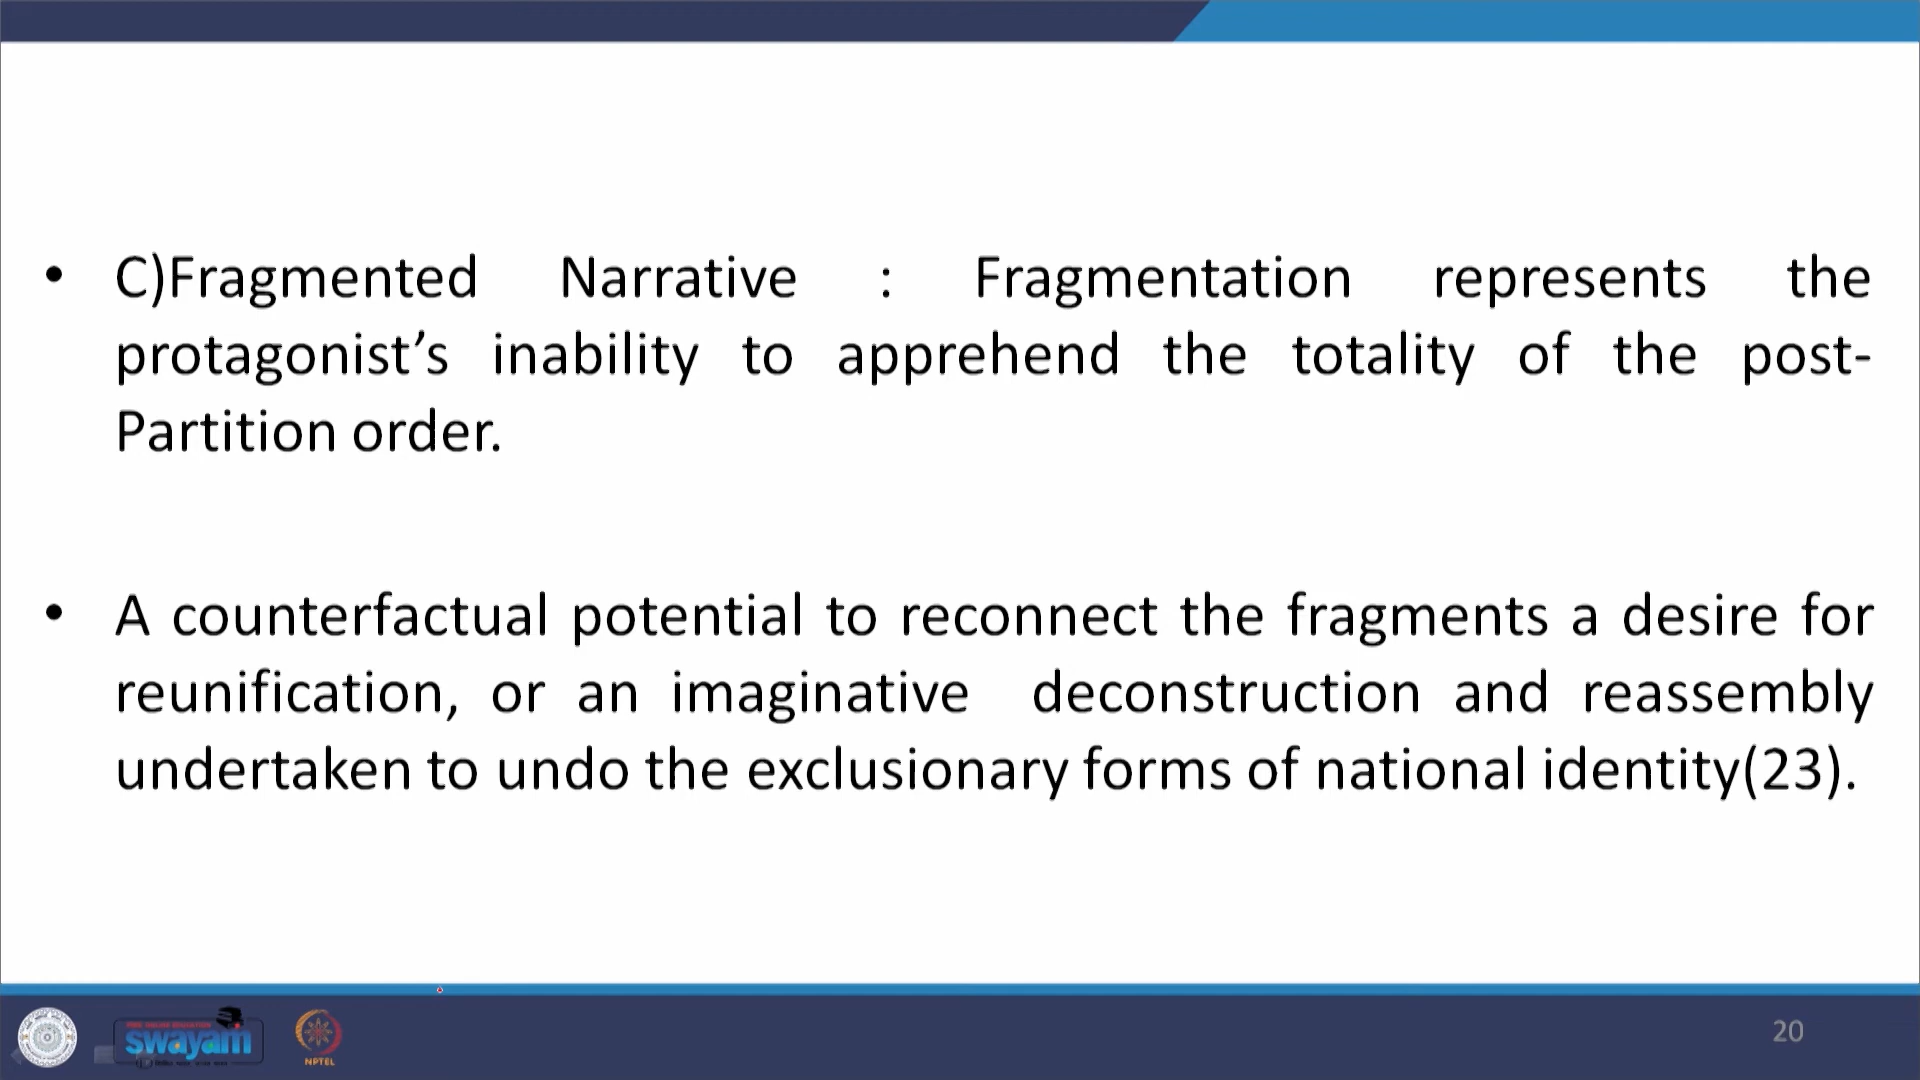 • C)Fragmented Narrative : Fragmentation represents the
protagonist’s inability to apprehend the totality of the post-
Partition order.
• A counterfactual potential to reconnect the fragments a desire for
reunification, or an imaginative deconstruction and reassembly
undertaken to undo the exclusionary forms of national identity(23).
swayam
NPTEL
20